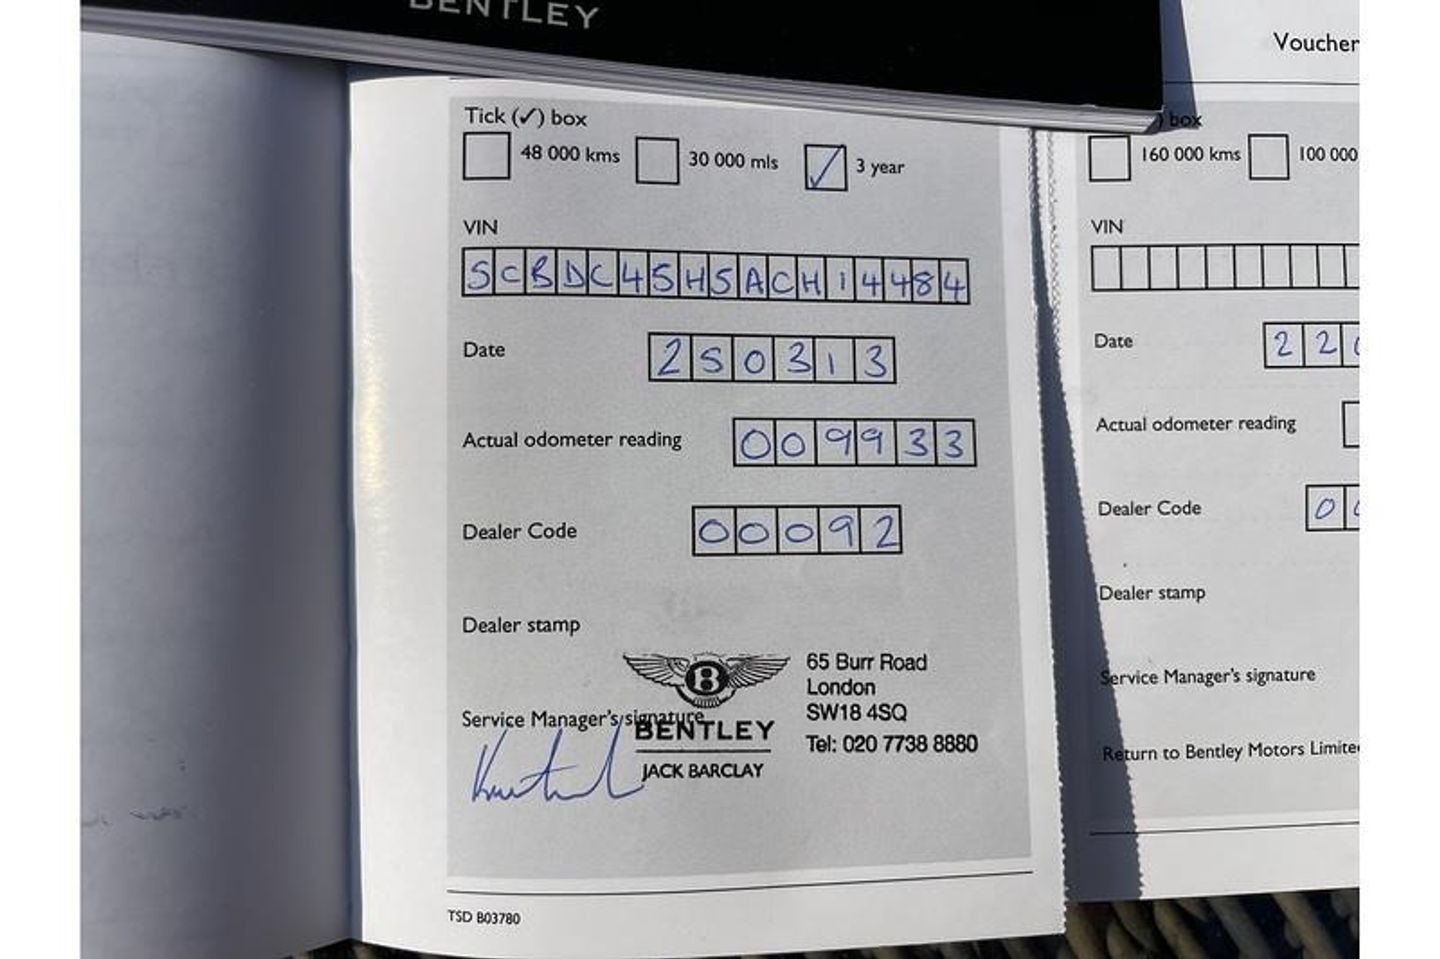 BENTLEY
Tick (✓) box
48 000 kms 30 000 mls ✓ 3 year
VIN
SCBDC45H5ACH14484
Date 250313
Actual odometer reading 009933
Dealer Code 00092
Dealer stamp
65 Burr Road
London
SW18 4SQ
Tel: 020 7738 8880
Service Manager's signature
BENTLEY
JACK BARCLAY
TSD B03780
Voucher
) box
160 000 kms 100 000
VIN
Date 22
Actual odometer reading
Dealer Code 0
Dealer stamp
Service Manager's signature
Return to Bentley Motors Limited